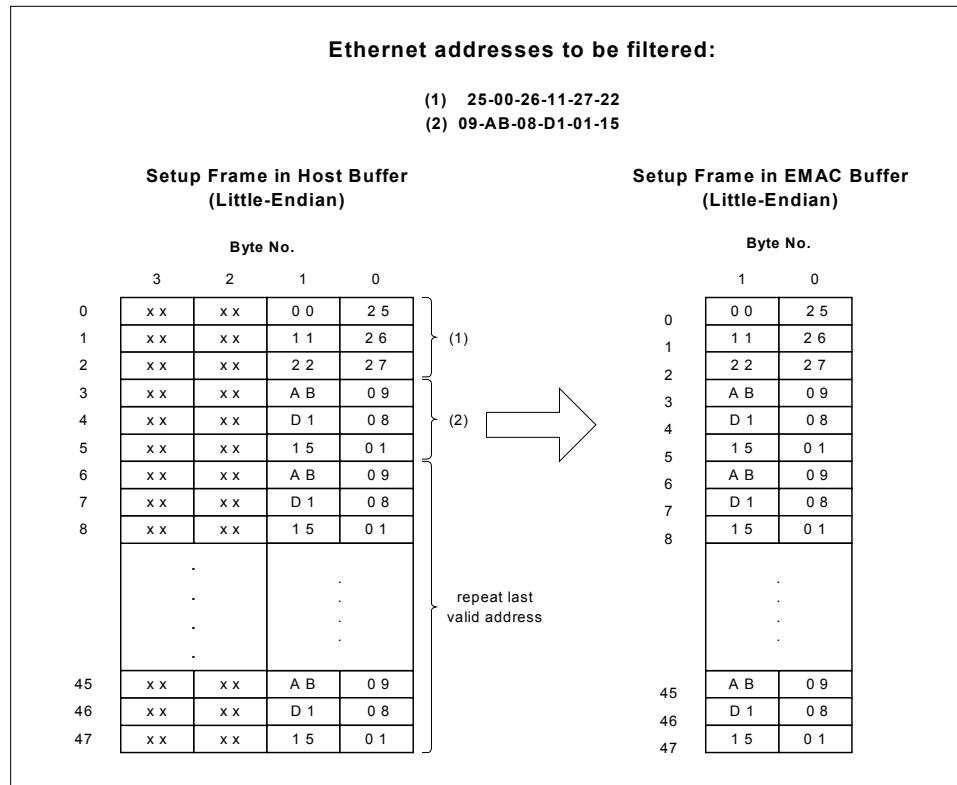 Ethernet addresses to be filtered:
(1) 25-00-26-11-27-22
(2) 09-AB-08-D1-01-15
Setup Frame in Host Buffer
(Little-Endian)
Byte No.
3 2 1 0
0 xx xx 00 25
1 xx xx 11 26
2 xx xx 22 27
(1)
3 xx xx AB 09
4 xx xx D1 08
5 xx xx 15 01
(2)
6 xx xx AB 09
7 xx xx D1 08
8 xx xx 15 01
. .
. .
. .
.
repeat last
valid address
45 xx xx AB 09
46 xx xx D1 08
47 xx xx 15 01
Setup Frame in EMAC Buffer
(Little-Endian)
Byte No.
1 0
0 00 25
1 11 26
2 22 27
3 AB 09
4 D1 08
5 15 01
6 AB 09
7 D1 08
8 15 01
.
.
.
.
45 AB 09
46 D1 08
47 15 01